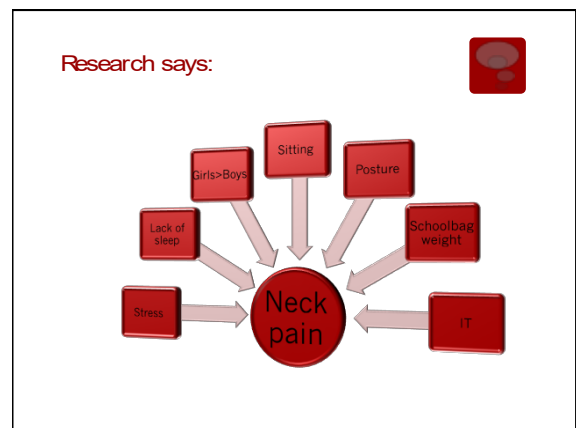 Research says:
Sitting
Girls>Boys
Posture
Lack of
sleep
Schoolbag
weight
Stress
Neck
pain
IT